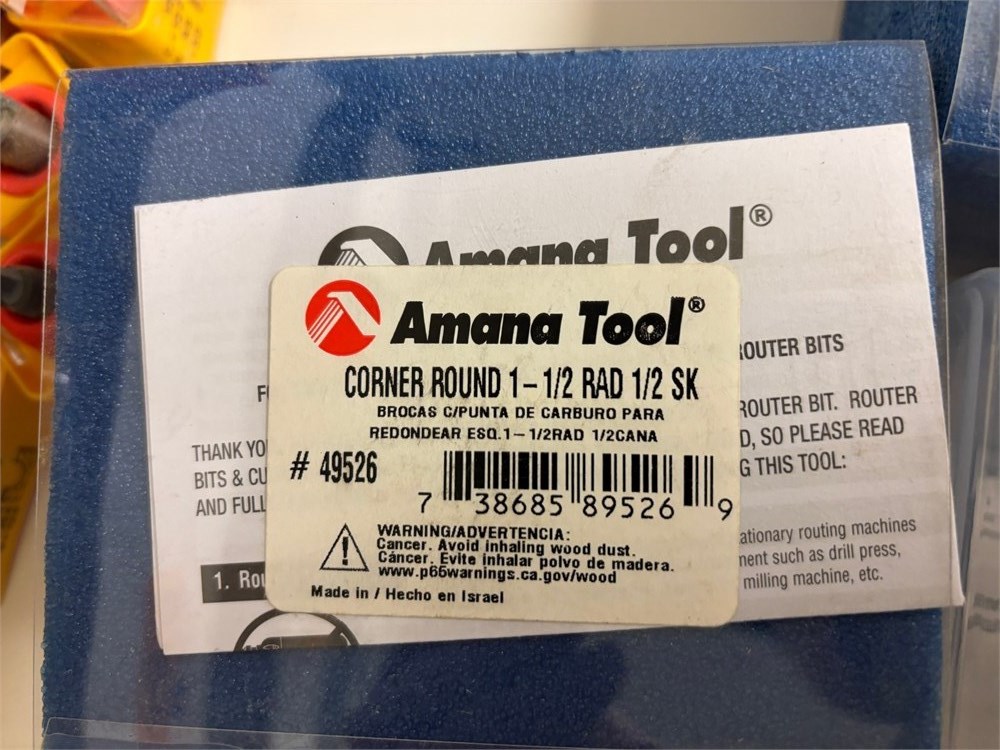 Amana Tool®
Amana Tool®
CORNER ROUND 1-1/2 RAD 1/2 SK
BROCAS C/PUNTA DE CARBURO PARA
REDONDEAR ESQ.1-1/2RAD 1/2CANA
# 49526
7 38685 89526 9
WARNING/ADVERTENCIA:
Cancer. Avoid inhaling wood dust.
Cáncer. Evite inhalar polvo de madera.
www.p65warnings.ca.gov/wood
Made in / Hecho en Israel
ROUTER BITS
ROUTER BIT. ROUTER
THANK YO
D, SO PLEASE READ
BITS & CU
G THIS TOOL:
AND FULL
ationary routing machines
ment such as drill press,
milling machine, etc.
1. Rou